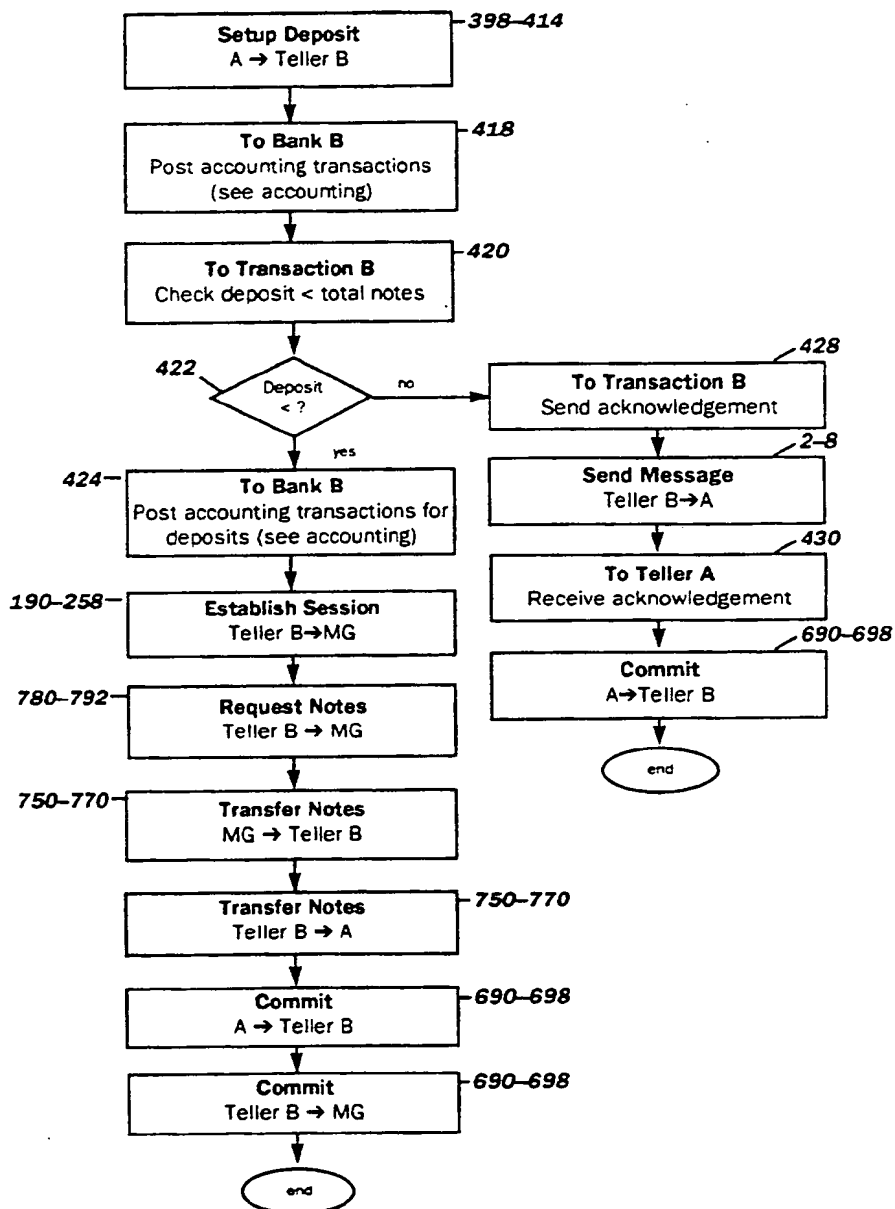 Setup Deposit
A → Teller B
398–414
To Bank B
Post accounting transactions
(see accounting)
418
To Transaction B
Check deposit < total notes
420
422
Deposit
< ?
no
yes
428
To Transaction B
Send acknowledgement
2–8
Send Message
Teller B→A
430
To Teller A
Receive acknowledgement
690–698
Commit
A→Teller B
end
424
To Bank B
Post accounting transactions for
deposits (see accounting)
190–258
Establish Session
Teller B→MG
780–792
Request Notes
Teller B → MG
750–770
Transfer Notes
MG → Teller B
Transfer Notes
Teller B → A
750–770
Commit
A → Teller B
690–698
Commit
Teller B → MG
690–698
end